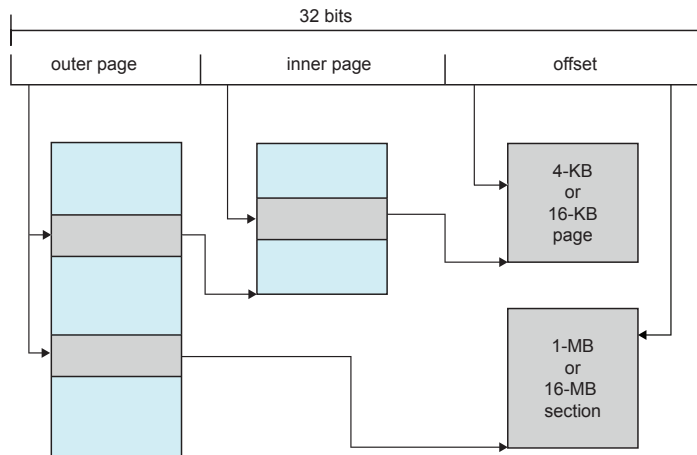 32 bits
outer page
inner page
offset
4-KB
or
16-KB
page
1-MB
or
16-MB
section